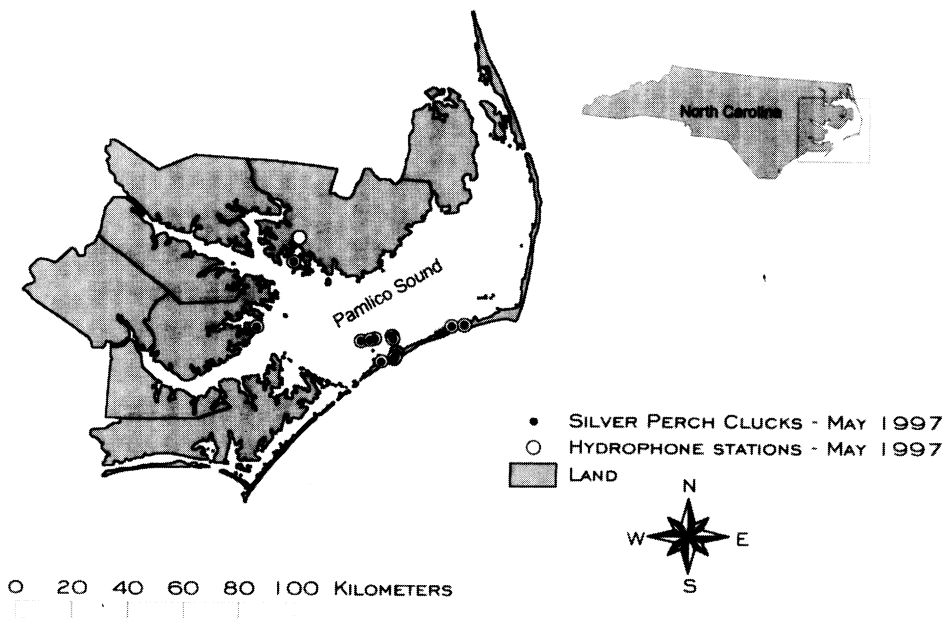 North Carolina
Pamlico Sound
SILVER PERCH CLUCKS - MAY 1997
HYDROPHONE STATIONS - MAY 1997
LAND
N
W E
S
0 20 40 60 80 100 KILOMETERS